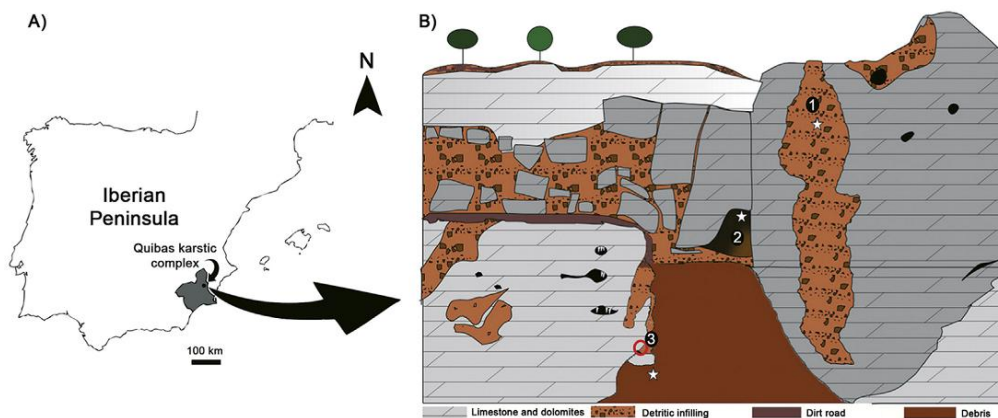 A)
N
Iberian
Peninsula
Quibas karstic
complex
100 km
B)
1
2
3
Limestone and dolomites
Detritic infilling
Dirt road
Debris